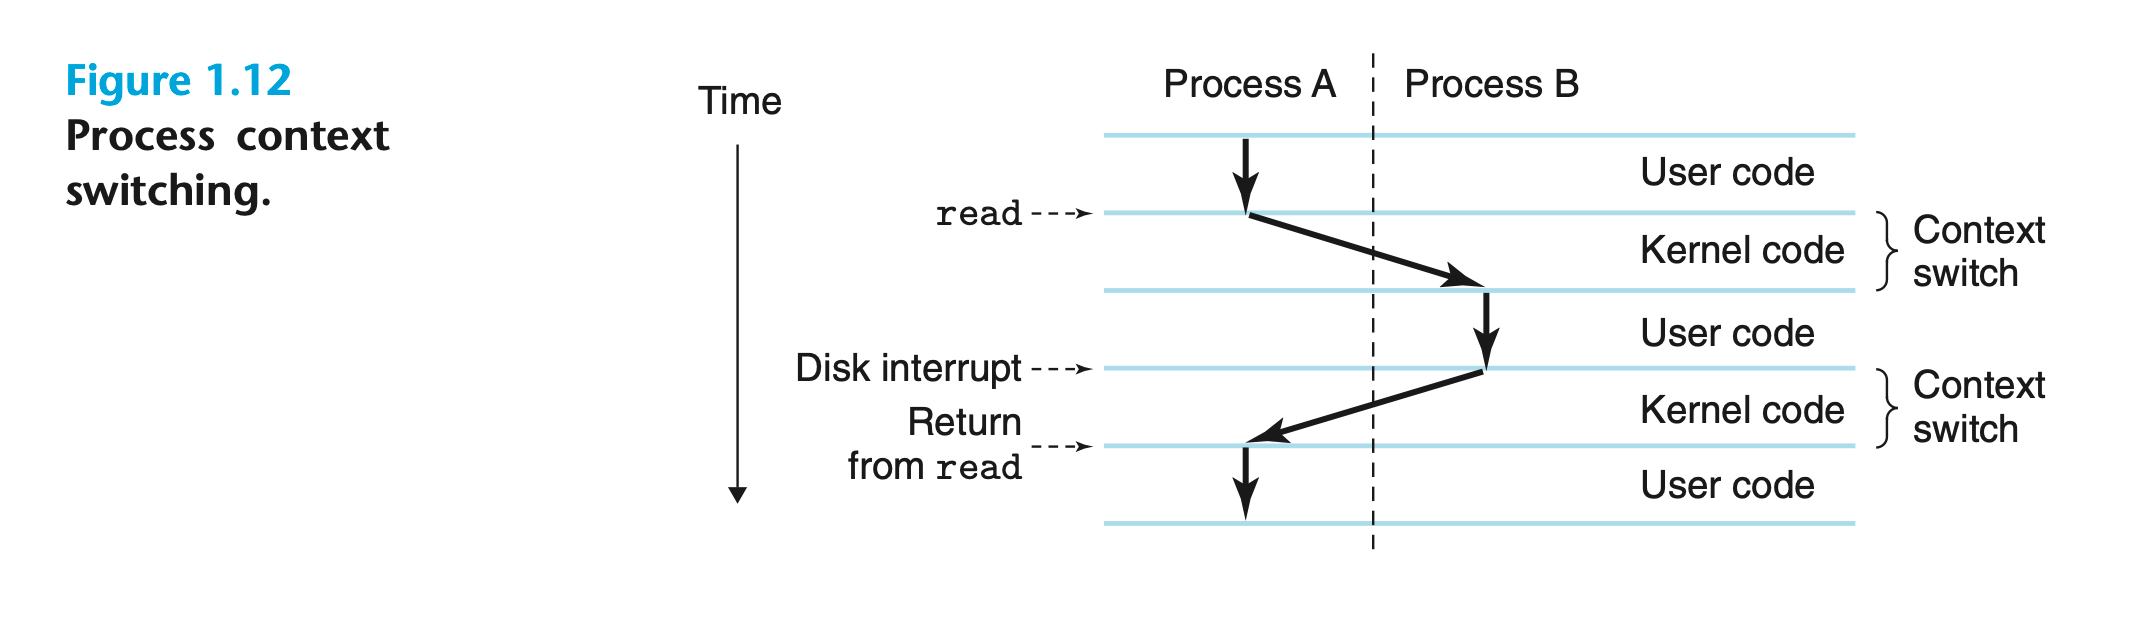 Figure 1.12
Process context
switching.
Time
Process A
Process B
User code
read
Kernel code
Context
switch
User code
Disk interrupt
Kernel code
Context
switch
Return
from read
User code